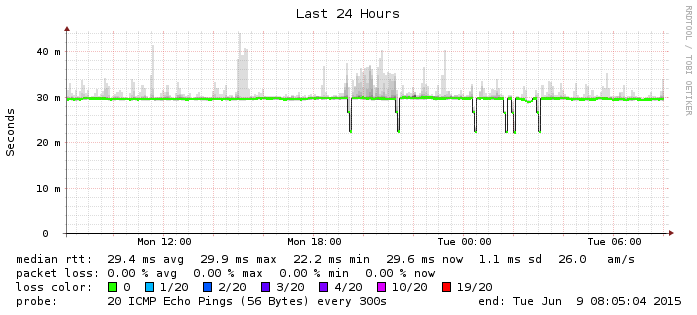 Last 24 Hours
RRDTOOL / TOBI OETIKER
Seconds
40 m
30 m
20 m
10 m
0
Mon 12:00 Mon 18:00 Tue 00:00 Tue 06:00
median rtt: 29.4 ms avg 29.9 ms max 22.2 ms min 29.6 ms now 1.1 ms sd 26.0 am/s
packet loss: 0.00 % avg 0.00 % max 0.00 % min 0.00 % now
loss color: 0 1/20 2/20 3/20 4/20 10/20 19/20
probe: 20 ICMP Echo Pings (56 Bytes) every 300s end: Tue Jun 9 08:05:04 2015